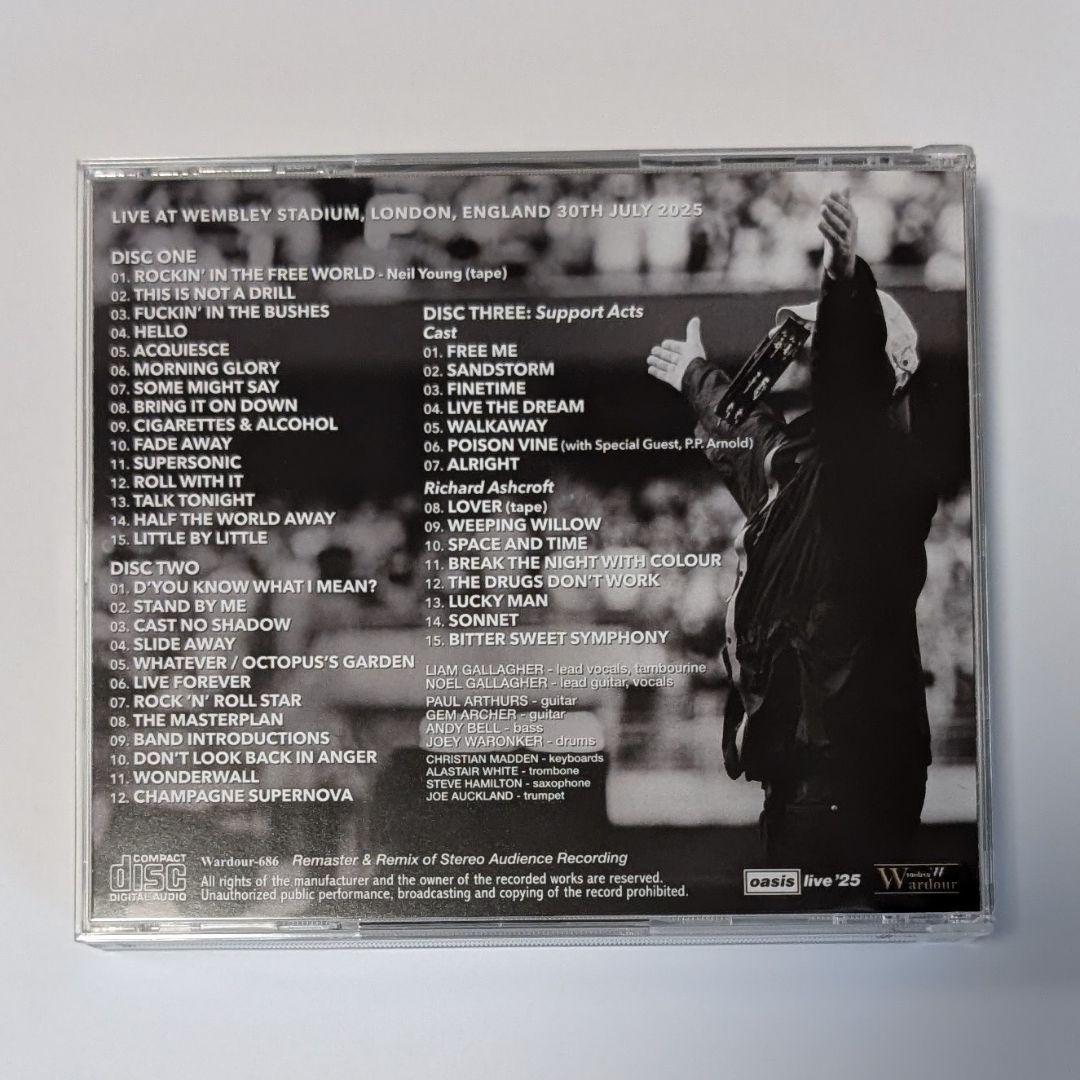 LIVE AT WEMBLEY STADIUM, LONDON, ENGLAND 30TH JULY 2025
DISC ONE
01. ROCKIN' IN THE FREE WORLD - Neil Young (tape)
02. THIS IS NOT A DRILL
03. FUCKIN' IN THE BUSHES
04. HELLO
05. ACQUIESCE
06. MORNING GLORY
07. SOME MIGHT SAY
08. BRING IT ON DOWN
09. CIGARETTES & ALCOHOL
10. FADE AWAY
11. SUPERSONIC
12. ROLL WITH IT
13. TALK TONIGHT
14. HALF THE WORLD AWAY
15. LITTLE BY LITTLE
DISC TWO
01. D'YOU KNOW WHAT I MEAN?
02. STAND BY ME
03. CAST NO SHADOW
04. SLIDE AWAY
05. WHATEVER / OCTOPUS'S GARDEN
06. LIVE FOREVER
07. ROCK 'N' ROLL STAR
08. THE MASTERPLAN
09. BAND INTRODUCTIONS
10. DON'T LOOK BACK IN ANGER
11. WONDERWALL
12. CHAMPAGNE SUPERNOVA
DISC THREE: Support Acts
Cast
01. FREE ME
02. SANDSTORM
03. FINETIME
04. LIVE THE DREAM
05. WALKAWAY
06. POISON VINE (with Special Guest, P.P. Arnold)
07. ALRIGHT
Richard Ashcroft
08. LOVER (tape)
09. WEEPING WILLOW
10. SPACE AND TIME
11. BREAK THE NIGHT WITH COLOUR
12. THE DRUGS DON'T WORK
13. LUCKY MAN
14. SONNET
15. BITTER SWEET SYMPHONY
LIAM GALLAGHER - lead vocals, tambourine
NOEL GALLAGHER - lead guitar, vocals
PAUL ARTHURS - guitar
GEM ARCHER - guitar
ANDY BELL - bass
JOEY WARONKER - drums
CHRISTIAN MADDEN - keyboards
ALASTAIR WHITE - trombone
STEVE HAMILTON - saxophone
JOE AUCKLAND - trumpet
COMPACT
disc
DIGITAL AUDIO
Wardour-686 Remaster & Remix of Stereo Audience Recording
All rights of the manufacturer and the owner of the recorded works are reserved.
Unauthorized public performance, broadcasting and copying of the record prohibited.
oasis live '25
Wardour